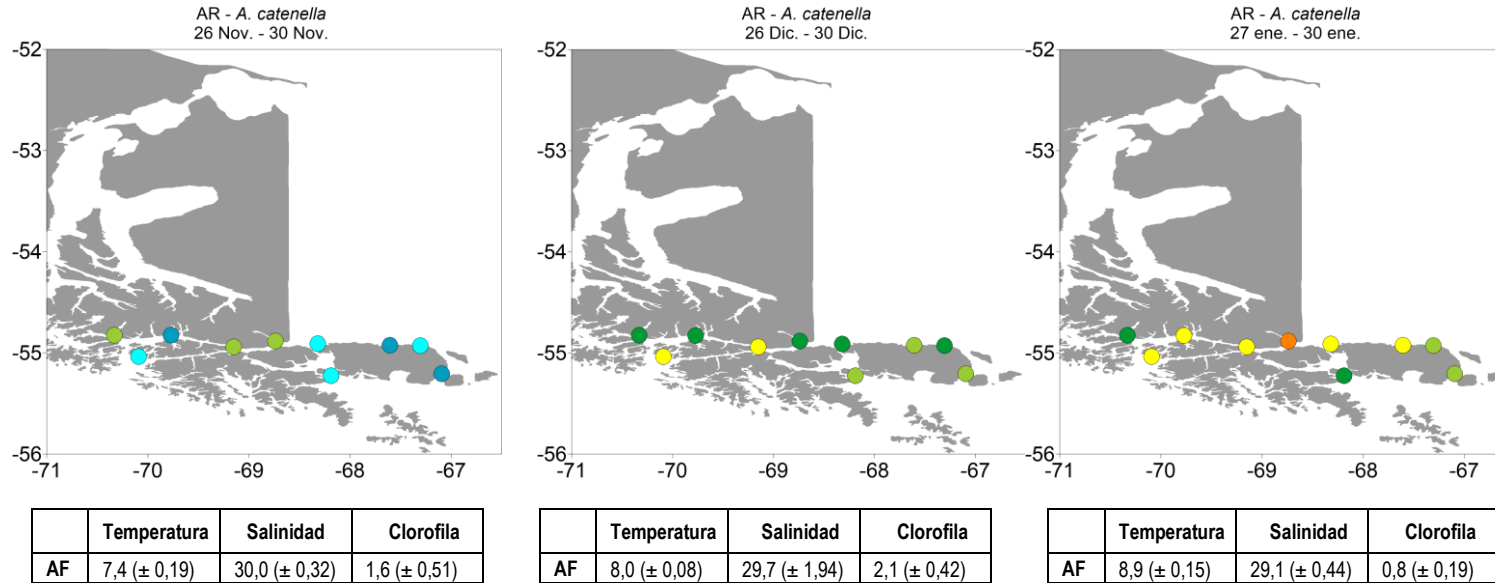 AR - A. catenella
26 Nov. - 30 Nov.
-52
-53
-54
-55
-56
-71 -70 -69 -68 -67
Temperatura Salinidad Clorofila
AF 7,4 (± 0,19) 30,0 (± 0,32) 1,6 (± 0,51)
AR - A. catenella
26 Dic. - 30 Dic.
-52
-53
-54
-55
-56
-71 -70 -69 -68 -67
Temperatura Salinidad Clorofila
AF 8,0 (± 0,08) 29,7 (± 1,94) 2,1 (± 0,42)
AR - A. catenella
27 ene. - 30 ene.
-52
-53
-54
-55
-56
-71 -70 -69 -68 -67
Temperatura Salinidad Clorofila
AF 8,9 (± 0,15) 29,1 (± 0,44) 0,8 (± 0,19)